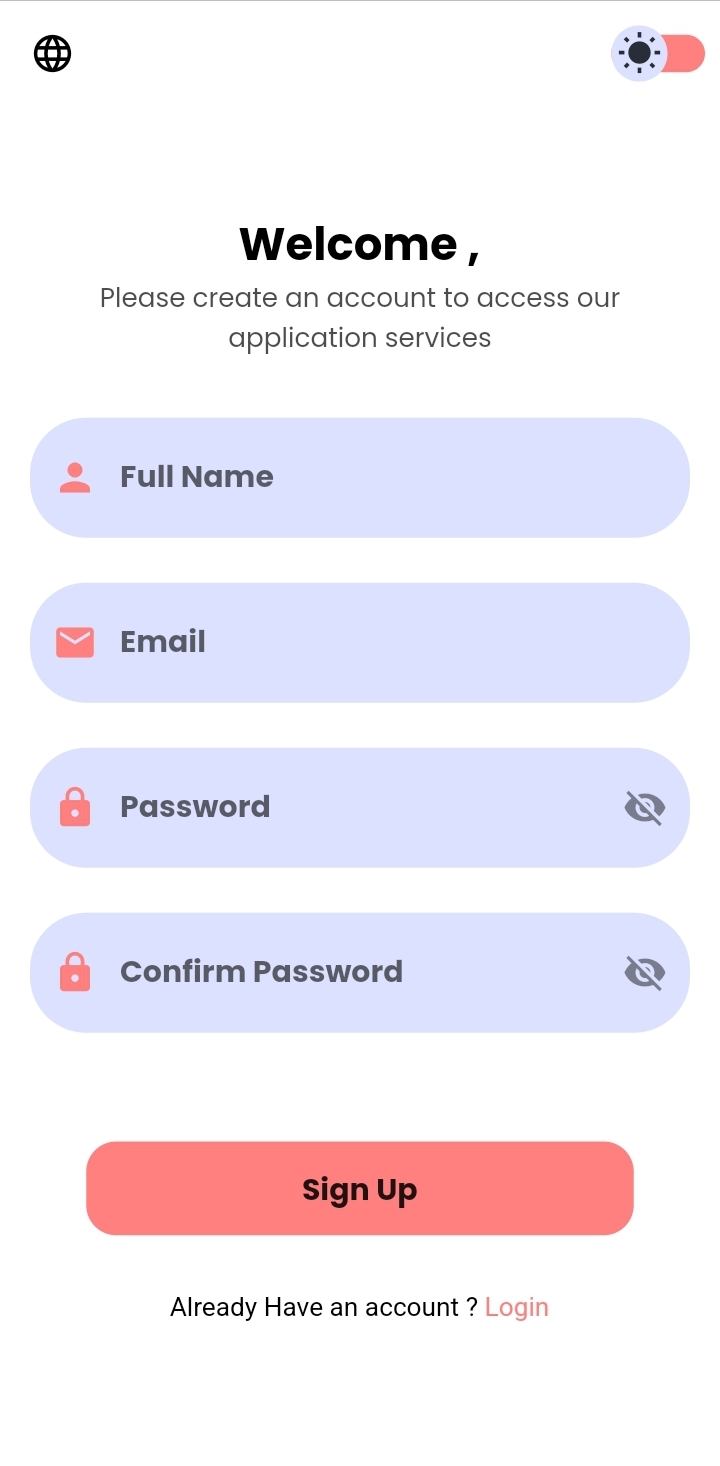 Welcome ,
Please create an account to access our
application services
Full Name
Email
Password
Confirm Password
Sign Up
Already Have an account ? Login